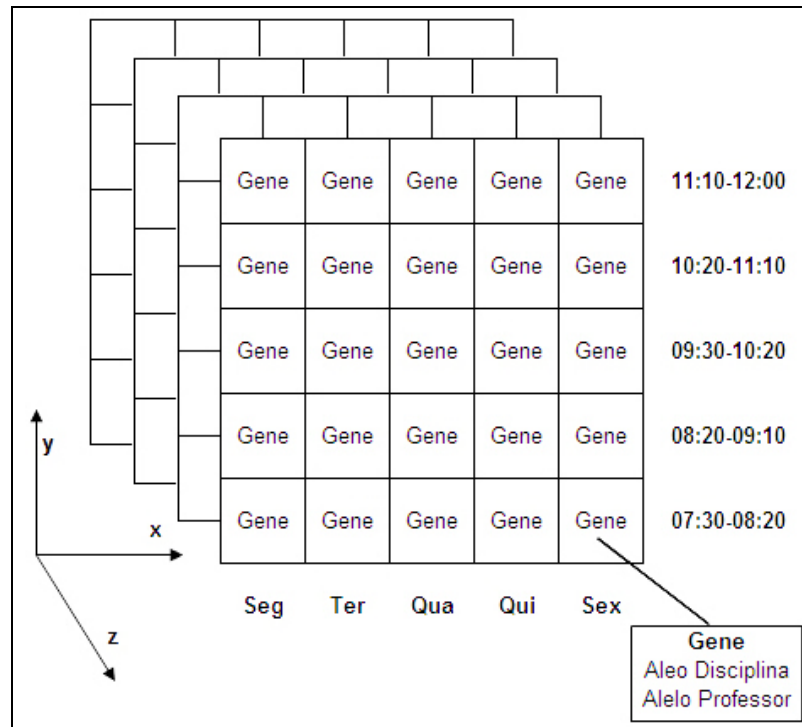 Gene Gene Gene Gene Gene 11:10-12:00
Gene Gene Gene Gene Gene 10:20-11:10
Gene Gene Gene Gene Gene 09:30-10:20
y
Gene Gene Gene Gene Gene 08:20-09:10
x
Gene Gene Gene Gene Gene 07:30-08:20
Seg Ter Qua Qui Sex
z
Gene
Aleo Disciplina
Alelo Professor